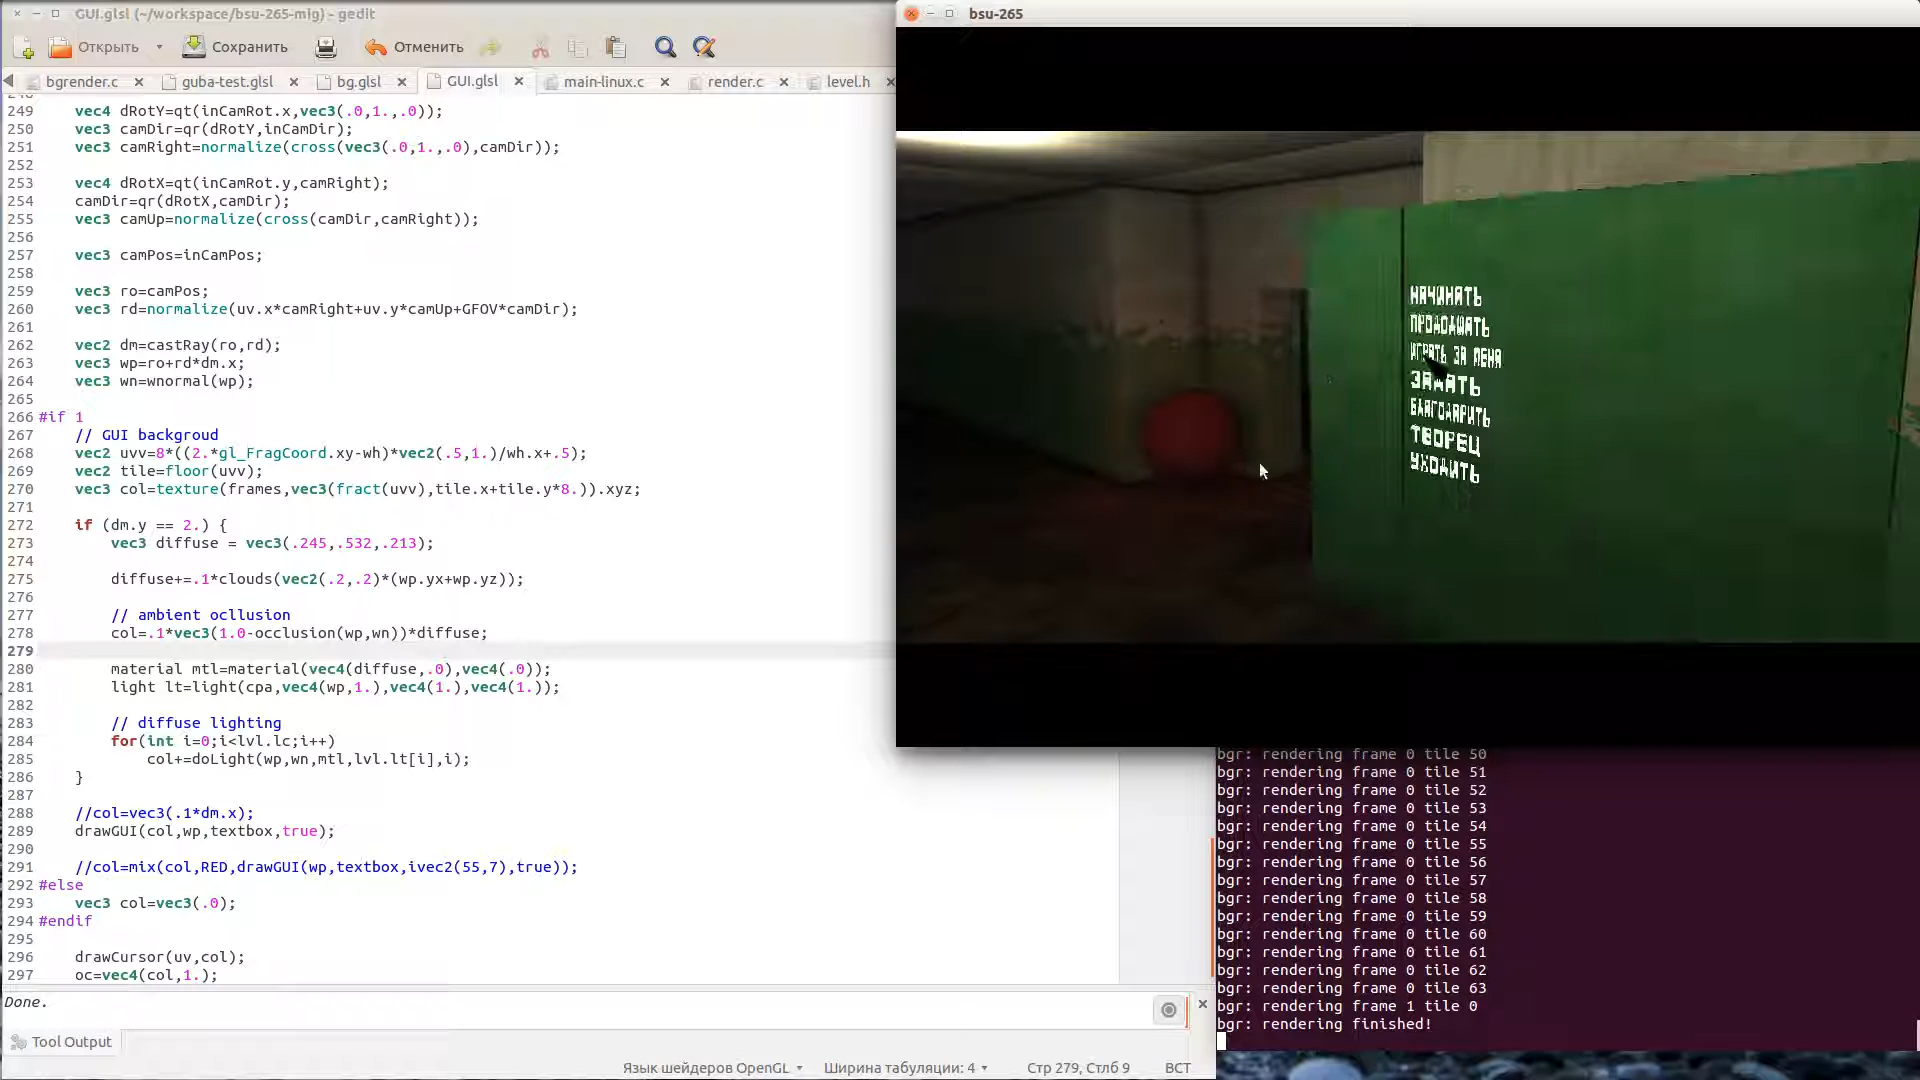 GUI.glsl (~/workspace/bsu-265-mig) - gedit
Открыть
Сохранить
Отменить
bgrender.c
guba-test.glsl
bg.glsl
GUI.glsl
main-linux.c
render.c
level.h
249 vec4 dRotY=qt(inCamRot.x,vec3(.0,1.,.0));
250 vec3 camDir=qr(dRotY,inCamDir);
251 vec3 camRight=normalize(cross(vec3(.0,1.,.0),camDir));
252
253 vec4 dRotX=qt(inCamRot.y,camRight);
254 camDir=qr(dRotX,camDir);
255 vec3 camUp=normalize(cross(camDir,camRight));
256
257 vec3 camPos=inCamPos;
258
259 vec3 ro=camPos;
260 vec3 rd=normalize(uv.x*camRight+uv.y*camUp+GFOV*camDir);
261
262 vec2 dm=castRay(ro,rd);
263 vec3 wp=ro+rd*dm.x;
264 vec3 wn=wnormal(wp);
265
266 #if 1
267 // GUI backgroud
268 vec2 uvv=8*((2.*gl_FragCoord.xy-wh)*vec2(.5,1.)/wh.x+.5);
269 vec2 tile=floor(uvv);
270 vec3 col=texture(frames,vec3(fract(uvv),tile.x+tile.y*8.)).xyz;
271
272 if (dm.y == 2.) {
273 vec3 diffuse = vec3(.245,.532,.213);
274
275 diffuse+=.1*clouds(vec2(.2,.2)*(wp.yx+wp.yz));
276
277 // ambient ocllusion
278 col=.1*vec3(1.0-occlusion(wp,wn))*diffuse;
279
280 material mtl=material(vec4(diffuse,.0),vec4(.0));
281 light lt=light(cpa,vec4(wp,1.),vec4(1.),vec4(1.));
282
283 // diffuse lighting
284 for(int i=0;i<lvl.lc;i++)
285 col+=doLight(wp,wn,mtl,lvl.lt[i],i);
286 }
287
288 //col=vec3(.1*dm.x);
289 drawGUI(col,wp,textbox,true);
290
291 //col=mix(col,RED,drawGUI(wp,textbox,ivec2(55,7),true));
292 #else
293 vec3 col=vec3(.0);
294 #endif
295
296 drawCursor(uv,col);
297 oc=vec4(col,1.);
Done.
Tool Output
Язык шейдеров OpenGL
Ширина табуляции: 4
Стр 279, Стлб 9
ВСТ
bsu-265
НАЧИНАТЬ
ИГРАТЬ ЗА
ЗАДАТЬ
БЛАГОДАРИТЬ
ТВОРЕЦ
УХОДИТЬ
bgr: rendering frame 0 tile 50
bgr: rendering frame 0 tile 51
bgr: rendering frame 0 tile 52
bgr: rendering frame 0 tile 53
bgr: rendering frame 0 tile 54
bgr: rendering frame 0 tile 55
bgr: rendering frame 0 tile 56
bgr: rendering frame 0 tile 57
bgr: rendering frame 0 tile 58
bgr: rendering frame 0 tile 59
bgr: rendering frame 0 tile 60
bgr: rendering frame 0 tile 61
bgr: rendering frame 0 tile 62
bgr: rendering frame 0 tile 63
bgr: rendering frame 1 tile 0
bgr: rendering finished!